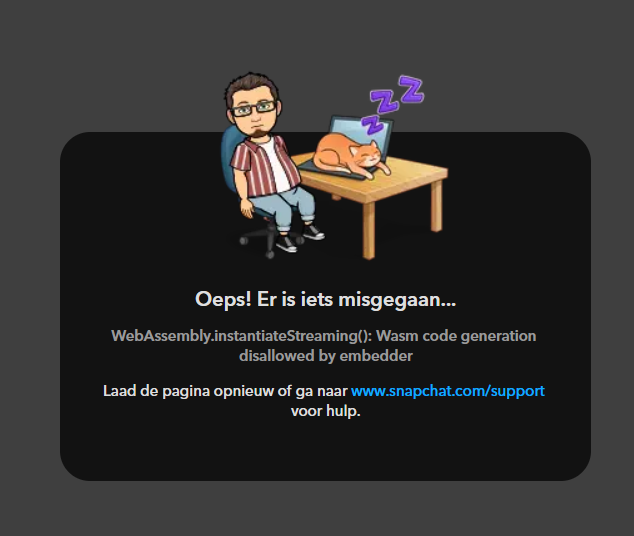 Z Z Z
Oeps! Er is iets misgegaan...
WebAssembly.instantiateStreaming(): Wasm code generation
disallowed by embedder
Laad de pagina opnieuw of ga naar www.snapchat.com/support
voor hulp.